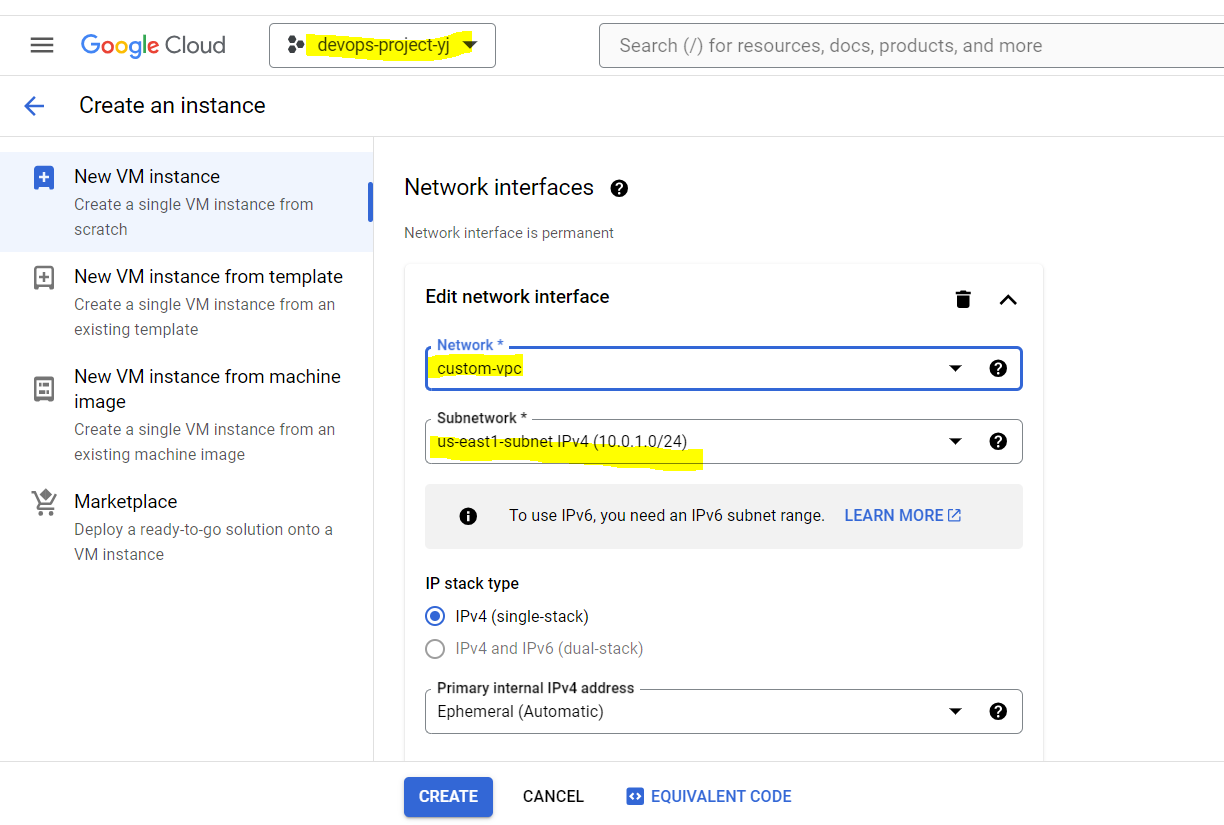 Google Cloud
devops-project-yj
Search (/) for resources, docs, products, and more
Create an instance
New VM instance
Create a single VM instance from
scratch
New VM instance from template
Create a single VM instance from an
existing template
New VM instance from machine
image
Create a single VM instance from an
existing machine image
Marketplace
Deploy a ready-to-go solution onto a
VM instance
Network interfaces
Network interface is permanent
Edit network interface
Network *
custom-vpc
Subnetwork *
us-east1-subnet IPv4 (10.0.1.0/24)
To use IPv6, you need an IPv6 subnet range. LEARN MORE
IP stack type
IPv4 (single-stack)
IPv4 and IPv6 (dual-stack)
Primary internal IPv4 address
Ephemeral (Automatic)
CREATE CANCEL EQUIVALENT CODE